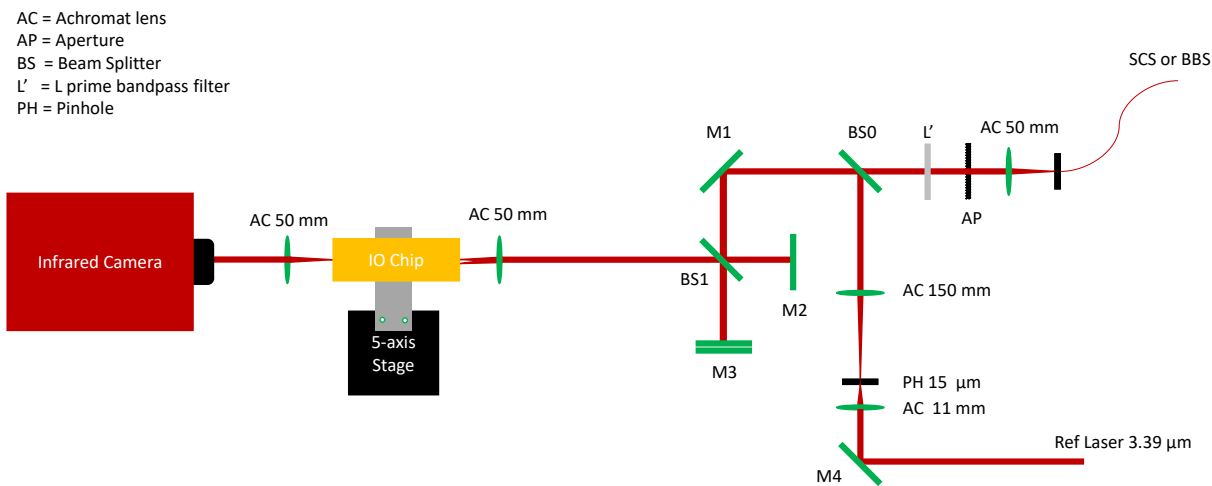 AC = Achromat lens
AP = Aperture
BS = Beam Splitter
L' = L prime bandpass filter
PH = Pinhole
SCS or BBS
M1
BS0
L'
AC 50 mm
AP
AC 50 mm
AC 50 mm
Infrared Camera
IO Chip
BS1
M2
AC 150 mm
5-axis
Stage
M3
PH 15 µm
AC 11 mm
Ref Laser 3.39 µm
M4